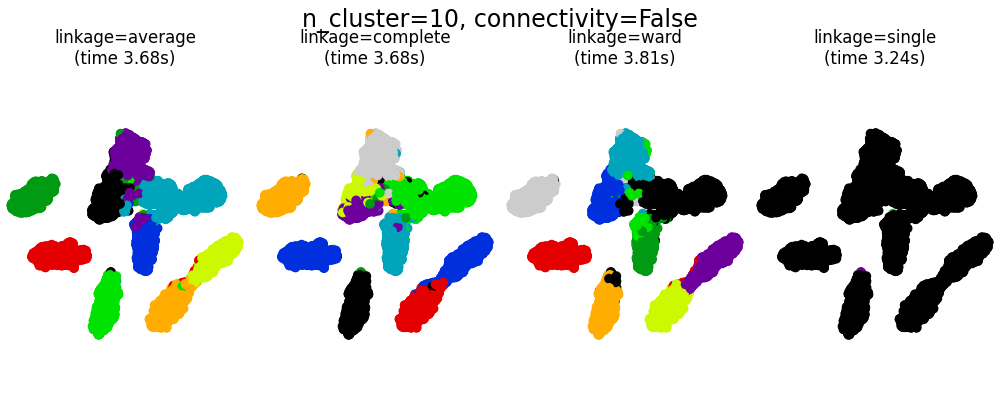 n_cluster=10, connectivity=False
linkage=average
(time 3.68s)
linkage=complete
(time 3.68s)
linkage=ward
(time 3.81s)
linkage=single
(time 3.24s)